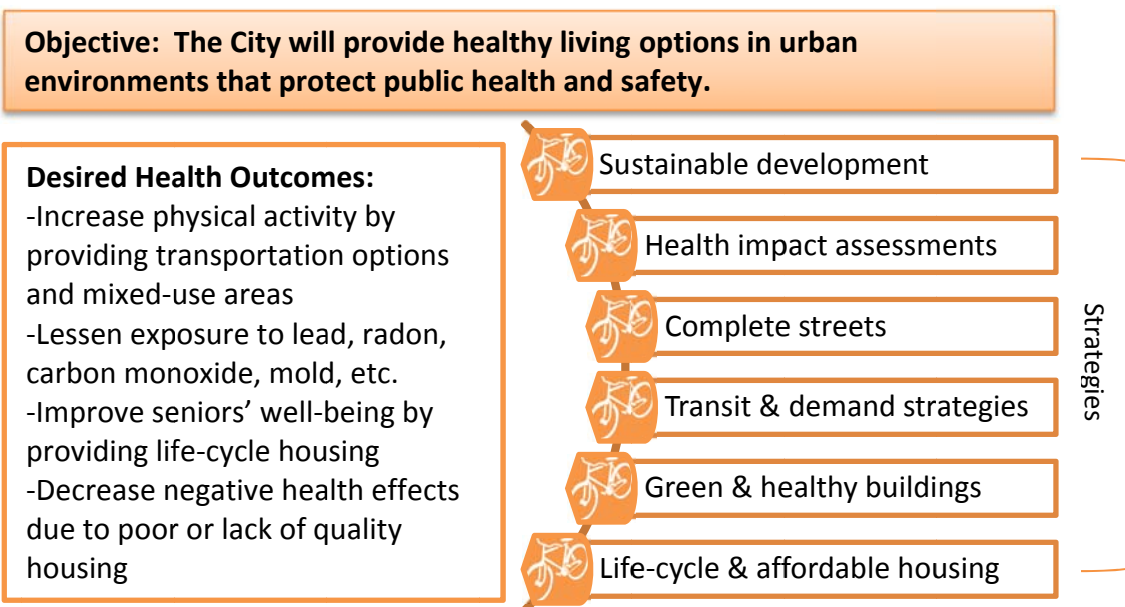 Objective:  The City will provide healthy living options in urban
environments that protect public health and safety.
Desired Health Outcomes:
-Increase physical activity by
providing transportation options
and mixed-use areas
-Lessen exposure to lead, radon,
carbon monoxide, mold, etc.
-Improve seniors’ well-being by
providing life-cycle housing
-Decrease negative health effects
due to poor or lack of quality
housing
Sustainable development
Health impact assessments
Complete streets
Transit & demand strategies
Green & healthy buildings
Life-cycle & affordable housing
Strategies